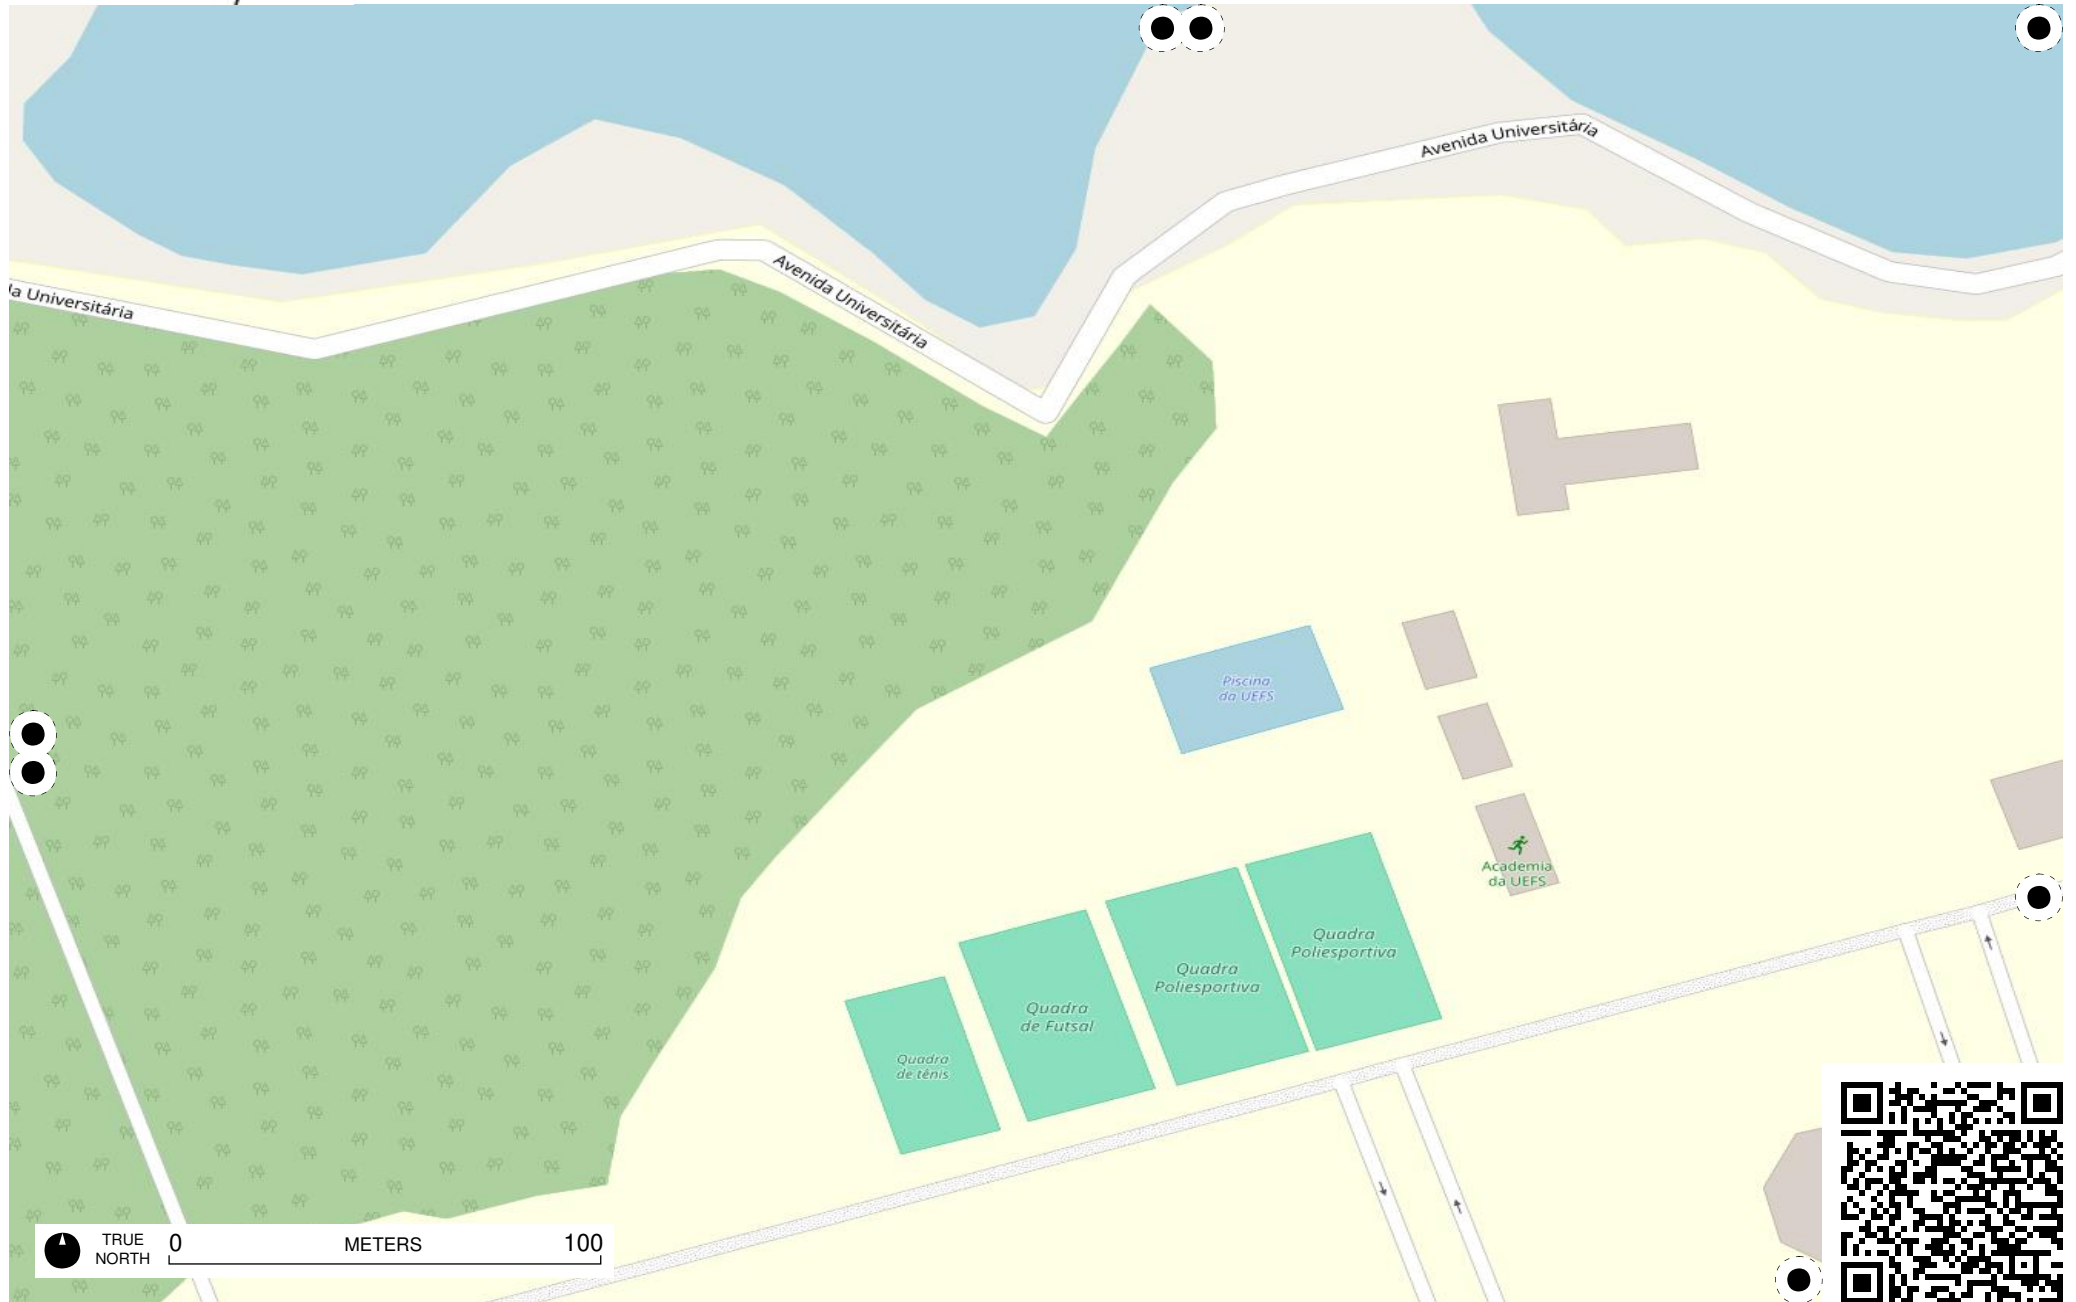 Avenida Universitária
Avenida Universitária
da Universitária
Piscina
da UEFS
Academia
da UEFS
Quadra
Poliesportiva
Quadra
Poliesportiva
Quadra
de Futsal
Quadra
de tênis
TRUE
NORTH
0
METERS
100